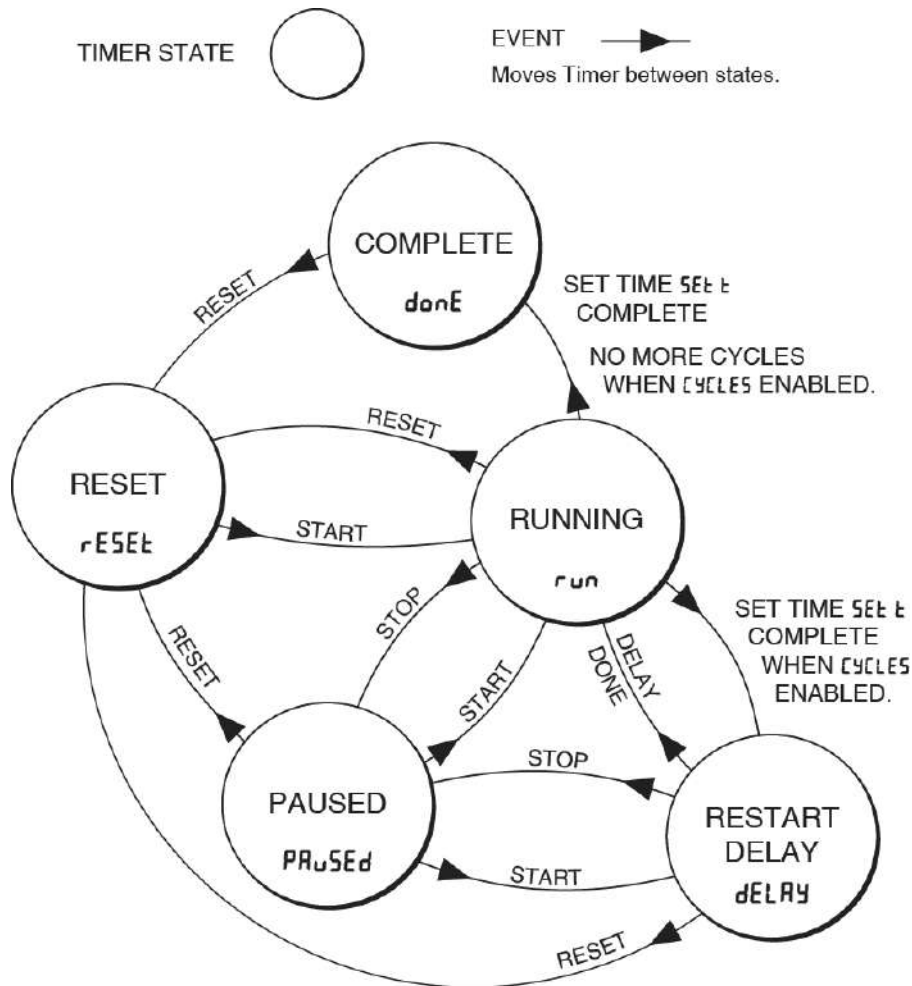 TIMER STATE
EVENT
Moves Timer between states.
COMPLETE
donE
RESET
SET TIME SEt t
COMPLETE
NO MORE CYCLES
WHEN CYCLES ENABLED.
RESET
RESET
rESEt
START
RUNNING
run
STOP
START
DELAY
DONE
SET TIME SEt t
COMPLETE
WHEN CYCLES
ENABLED.
RESET
PAUSED
PAuSEd
STOP
START
RESTART
DELAY
dELAY
RESET